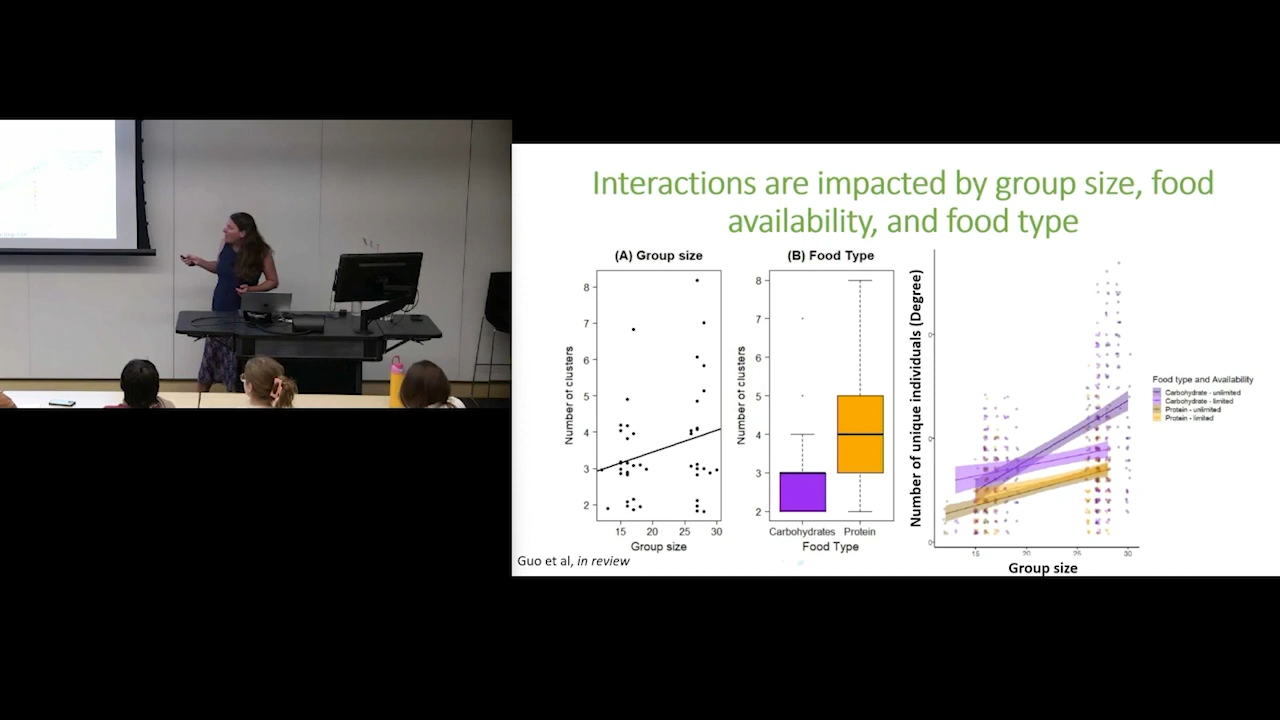 Interactions are impacted by group size, food
availability, and food type
(A) Group size
Number of clusters
8
7
6
5
4
3
2
15 20 25 30
Group size
(B) Food Type
Number of clusters
8
7
6
5
4
3
2
Carbohydrates Protein
Food Type
Number of unique individuals (Degree)
15 20 25 30
Group size
Food type and Availability
Carbohydrate - unlimited
Carbohydrate - limited
Protein - unlimited
Protein - limited
Guo et al, in review